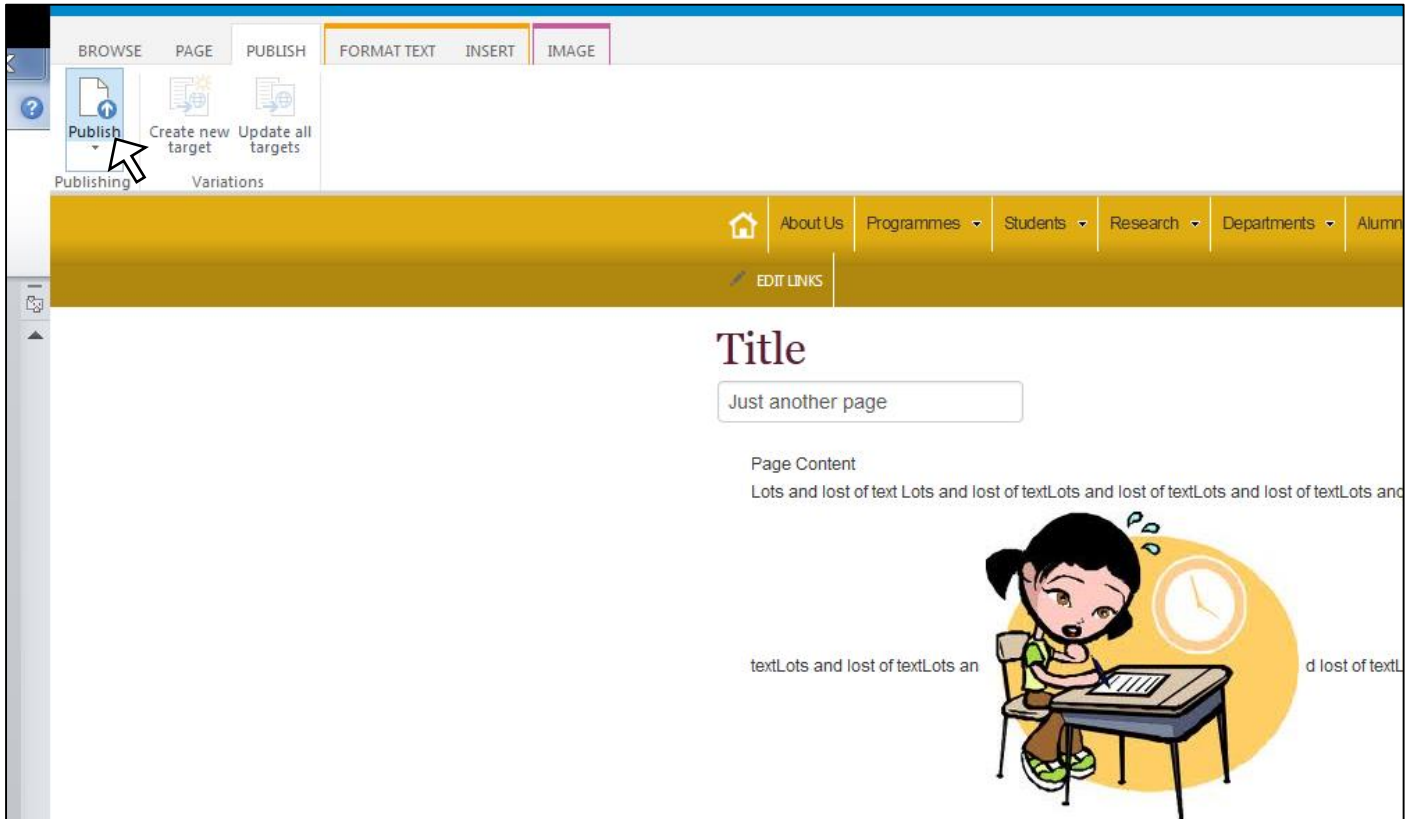 BROWSE PAGE PUBLISH FORMAT TEXT INSERT IMAGE
Publish Create new Update all
target targets
Publishing Variations
About Us Programmes Students Research Departments Alumn
EDIT LINKS
Title
Just another page
Page Content
Lots and lost of text Lots and lost of textLots and lost of textLots and lost of textLots and
textLots and lost of textLots an d lost of textL